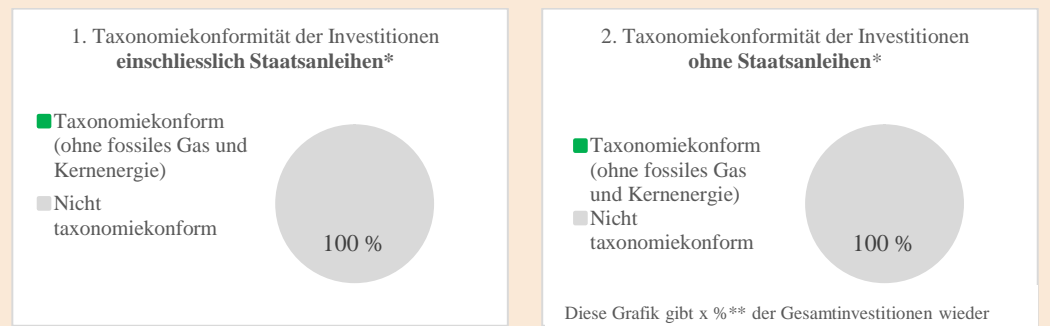 1. Taxonomiekonformität der Investitionen
einschliesslich Staatsanleihen*
Taxonomiekonform
(ohne fossiles Gas und
Kernenergie)
Nicht
taxonomiekonform
100 %
2. Taxonomiekonformität der Investitionen
ohne Staatsanleihen*
Taxonomiekonform
(ohne fossiles Gas
und Kernenergie)
Nicht
taxonomiekonform
100 %
Diese Grafik gibt x %** der Gesamtinvestitionen wieder